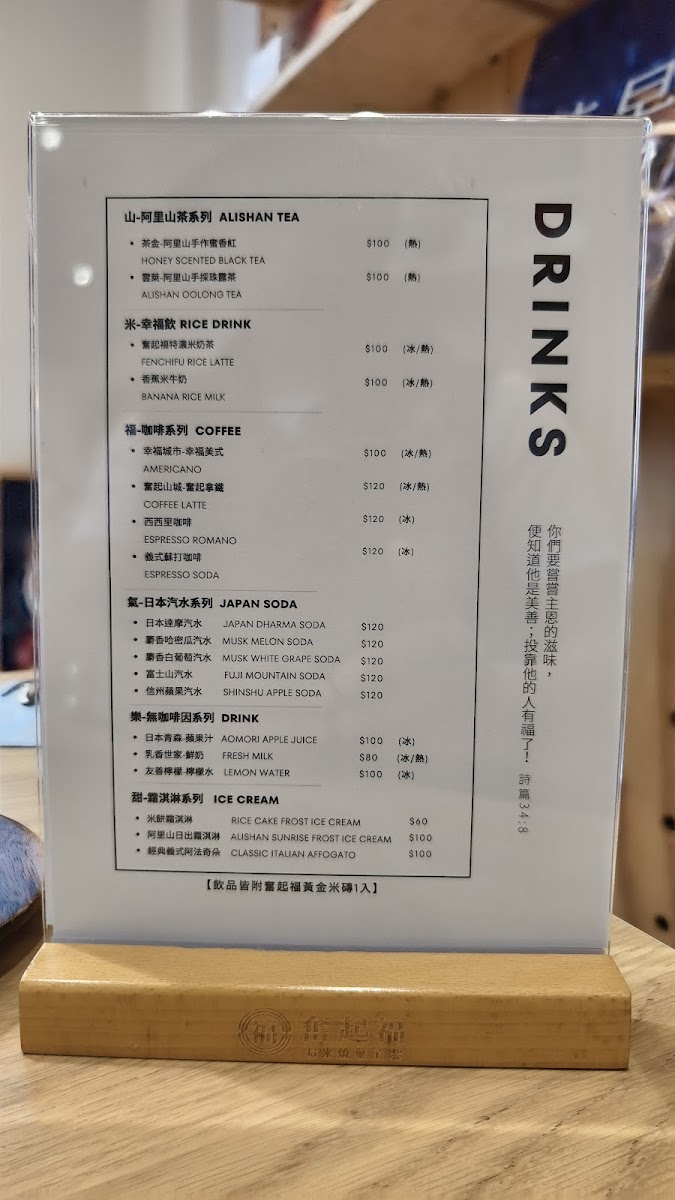 山-阿里山茶系列 ALISHAN TEA
• 茶金-阿里山手作蜜香紅 $100 (熱)
HONEY SCENTED BLACK TEA
• 雲萊-阿里山手採珠露茶 $100 (熱)
ALISHAN OOLONG TEA
米-幸福飲 RICE DRINK
• 奮起福特濃米奶茶 $100 (冰/熱)
FENCHIFU RICE LATTE
• 香蕉米牛奶 $100 (冰/熱)
BANANA RICE MILK
福-咖啡系列 COFFEE
• 幸福城市-幸福美式 $100 (冰/熱)
AMERICANO
• 奮起山城-奮起拿鐵 $120 (冰/熱)
COFFEE LATTE
• 西西里咖啡 $120 (冰)
ESPRESSO ROMANO
• 義式蘇打咖啡 $120 (冰)
ESPRESSO SODA
氣-日本汽水系列 JAPAN SODA
• 日本達摩汽水 JAPAN DHARMA SODA $120
• 麝香哈密瓜汽水 MUSK MELON SODA $120
• 麝香白葡萄汽水 MUSK WHITE GRAPE SODA $120
• 富士山汽水 FUJI MOUNTAIN SODA $120
• 信州蘋果汽水 SHINSHU APPLE SODA $120
樂-無咖啡因系列 DRINK
• 日本青森-蘋果汁 AOMORI APPLE JUICE $100 (冰)
• 乳香世家-鮮奶 FRESH MILK $80 (冰/熱)
• 友善檸檬-檸檬水 LEMON WATER $100 (冰)
甜-霜淇淋系列 ICE CREAM
• 米餅霜淇淋 RICE CAKE FROST ICE CREAM $60
• 阿里山日出霜淇淋 ALISHAN SUNRISE FROST ICE CREAM $100
• 經典義式阿法奇朵 CLASSIC ITALIAN AFFOGATO $100
【飲品皆附奮起福黃金米磚1入】
DRINKS
你們要嘗嘗主恩的滋味，
便知道他是美善；投靠他的人有福了！ 詩篇34:8
福 奮起福